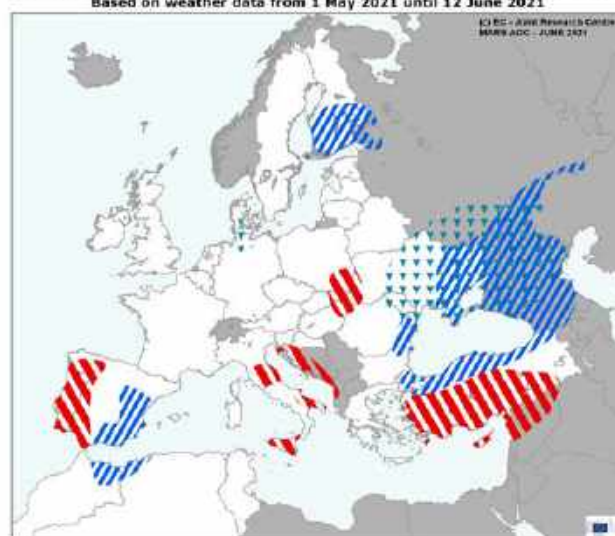 Based on weather data from 1 May 2021 until 12 June 2021
(c) EC - Joint Research Centre
MARS AOC - JUNE 2021